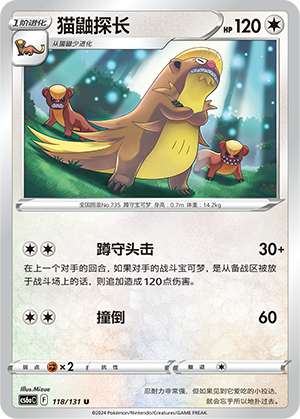 1阶进化
猫鼬探长
HP 120
从猫鼬少进化
全国图鉴No.735 蹲守宝可梦 身高：0.7m 体重：14.2kg
蹲守头击 30+
在上一个对手的回合，如果对手的战斗宝可梦，是从备战区被放
于战斗场上的话，则追加造成120点伤害。
撞倒 60
弱点 ×2 抵抗力 撤退
Illus.Mizue
CS6aC F 118/131 U
忍耐力非常强，但如果见到它爱吃的小拉达，
就会忘乎所以地扑过去。
©2024 Pokémon/Nintendo/Creatures/GAME FREAK.